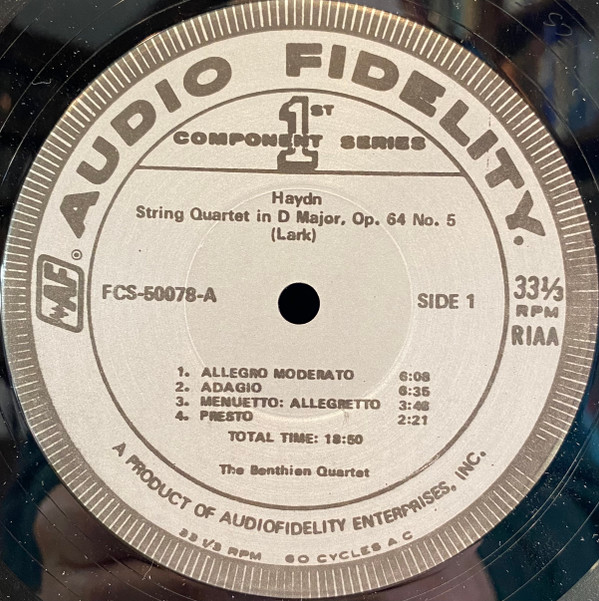 AUDIO FIDELITY.
1ST
COMPONENT SERIES
Haydn
String Quartet in D Major, Op. 64 No. 5
(Lark)
AF ®
FCS-50078-A
SIDE 1
33⅓
RPM
RIAA
1. ALLEGRO MODERATO 6:08
2. ADAGIO 6:35
3. MENUETTO: ALLEGRETTO 3:46
4. PRESTO 2:21
TOTAL TIME: 18:50
The Benthien Quartet
A PRODUCT OF AUDIOFIDELITY ENTERPRISES, INC.
33 1/3 RPM 60 CYCLES A C